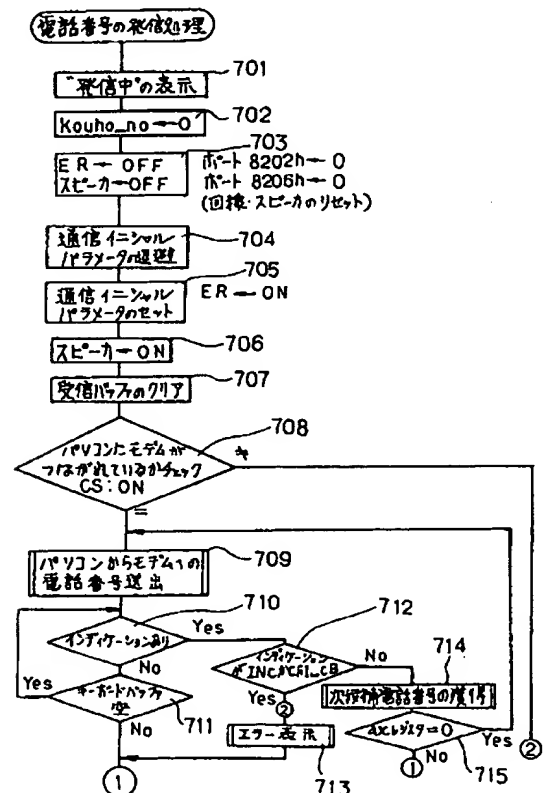 電話番号の発信処理
701
"発信中"の表示
702
Kouho_no ← 0
703
ER ← OFF
スピーカ ← OFF
ポート 8202h ← 0
ポート 8206h ← 0
(回線・スピーカのリセット)
通信イニシャル
パラメータの退避
704
705
通信イニシャル
パラメータのセット
ER ← ON
スピーカ ← ON
706
受信バッファのクリア
707
パソコンにモデムが
つながれているかチェック
CS:ON
708
≠
=
パソコンからモデムへの
電話番号送出
709
710
インディケーションあり
Yes
No
712
インディケーション
が INC
Yes
No
②
714
次候補電話番号の獲得
Yes
キーボードバッファ
空
711
No
エラー表示
713
AXレジスタ=0
Yes
No
715
①
①
②